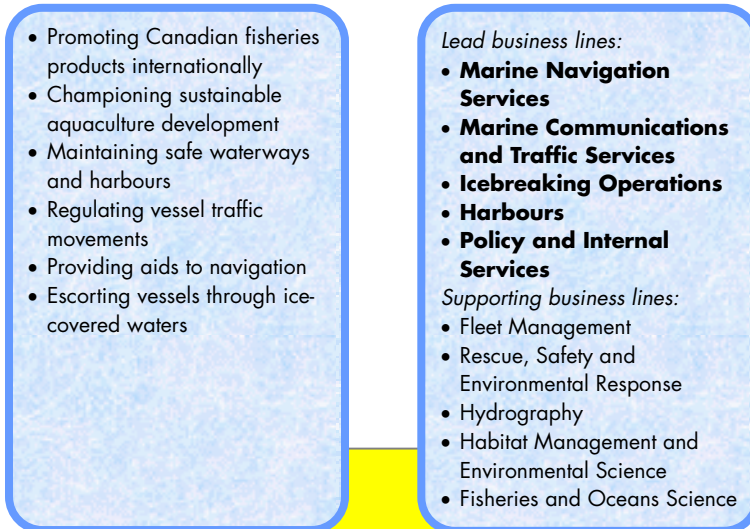 • Promoting Canadian fisheries
products internationally
• Championing sustainable
aquaculture development
• Maintaining safe waterways
and harbours
• Regulating vessel traffic
movements
• Providing aids to navigation
• Escorting vessels through ice-
covered waters
Lead business lines:
• Marine Navigation
Services
• Marine Communications
and Traffic Services
• Icebreaking Operations
• Harbours
• Policy and Internal
Services
Supporting business lines:
• Fleet Management
• Rescue, Safety and
Environmental Response
• Hydrography
• Habitat Management and
Environmental Science
• Fisheries and Oceans Science